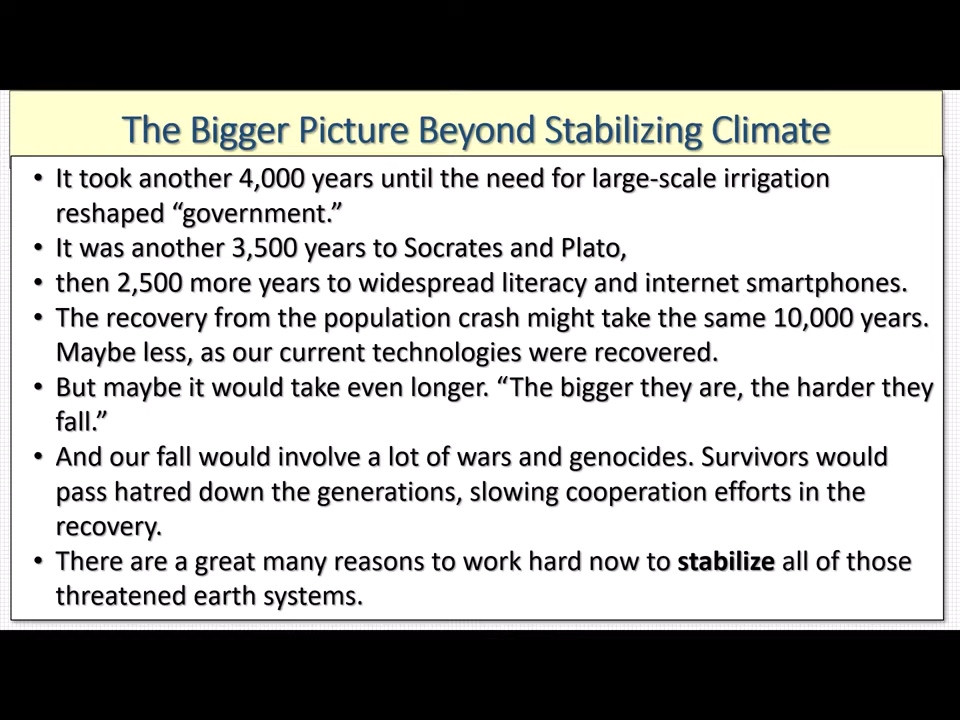 The Bigger Picture Beyond Stabilizing Climate
• It took another 4,000 years until the need for large-scale irrigation
reshaped “government.”
• It was another 3,500 years to Socrates and Plato,
• then 2,500 more years to widespread literacy and internet smartphones.
• The recovery from the population crash might take the same 10,000 years.
Maybe less, as our current technologies were recovered.
• But maybe it would take even longer. “The bigger they are, the harder they
fall.”
• And our fall would involve a lot of wars and genocides. Survivors would
pass hatred down the generations, slowing cooperation efforts in the
recovery.
• There are a great many reasons to work hard now to stabilize all of those
threatened earth systems.